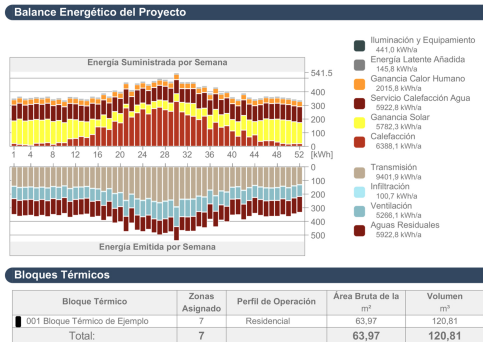 Balance Energético del Proyecto
Energía Suministrada por Semana
541.5
400
300
200
100
0
1 4 8 12 16 20 24 28 32 36 40 44 48 52 [kWh]
0
100
200
300
400
500
Energía Emitida por Semana
Iluminación y Equipamiento
441,0 kWh/a
Energía Latente Añadida
145,8 kWh/a
Ganancia Calor Humano
2015,8 kWh/a
Servicio Calefacción Agua
5922,8 kWh/a
Ganancia Solar
5782,3 kWh/a
Calefacción
6388,1 kWh/a
Transmisión
9401,9 kWh/a
Infiltración
100,7 kWh/a
Ventilación
5266,1 kWh/a
Aguas Residuales
5922,8 kWh/a
Bloques Térmicos
Bloque Térmico Zonas Asignado Perfil de Operación Área Bruta de la m² Volumen m³
001 Bloque Térmico de Ejemplo 7 Residencial 63,97 120,81
Total: 7 63,97 120,81